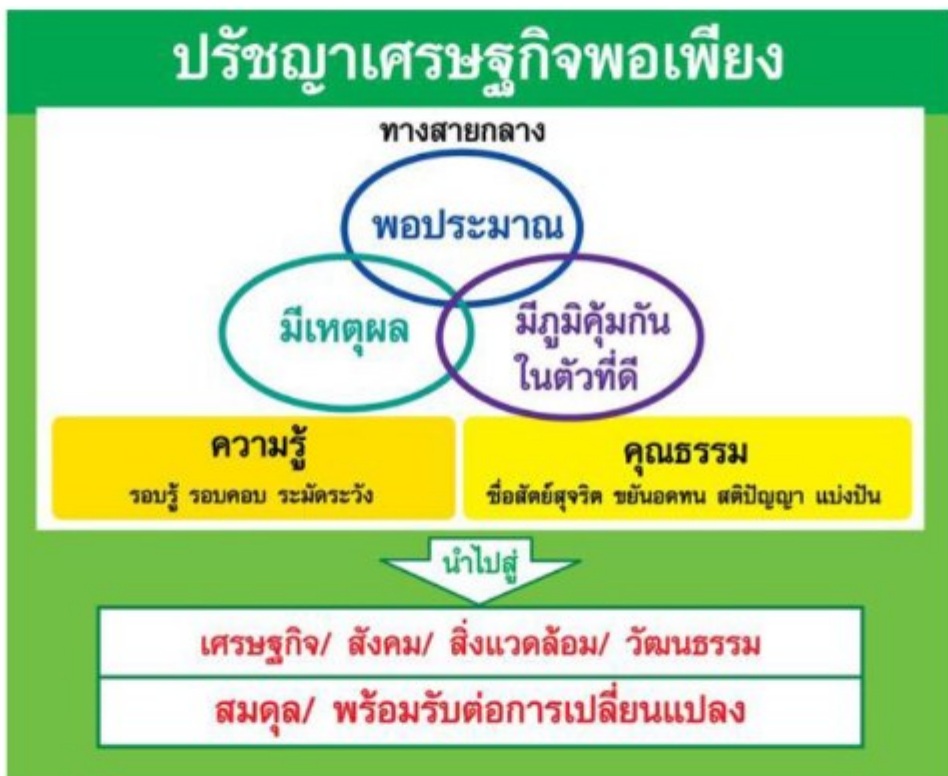 ปรัชญาเศรษฐกิจพอเพียง
ทางสายกลาง
พอประมาณ
มีเหตุผล
มีภูมิคุ้มกัน
ในตัวที่ดี
ความรู้
รอบรู้ รอบคอบ ระมัดระวัง
คุณธรรม
ซื่อสัตย์สุจริต ขยันอดทน สติปัญญา แบ่งปัน
นำไปสู่
เศรษฐกิจ/ สังคม/ สิ่งแวดล้อม/ วัฒนธรรม
สมดุล/ พร้อมรับต่อการเปลี่ยนแปลง